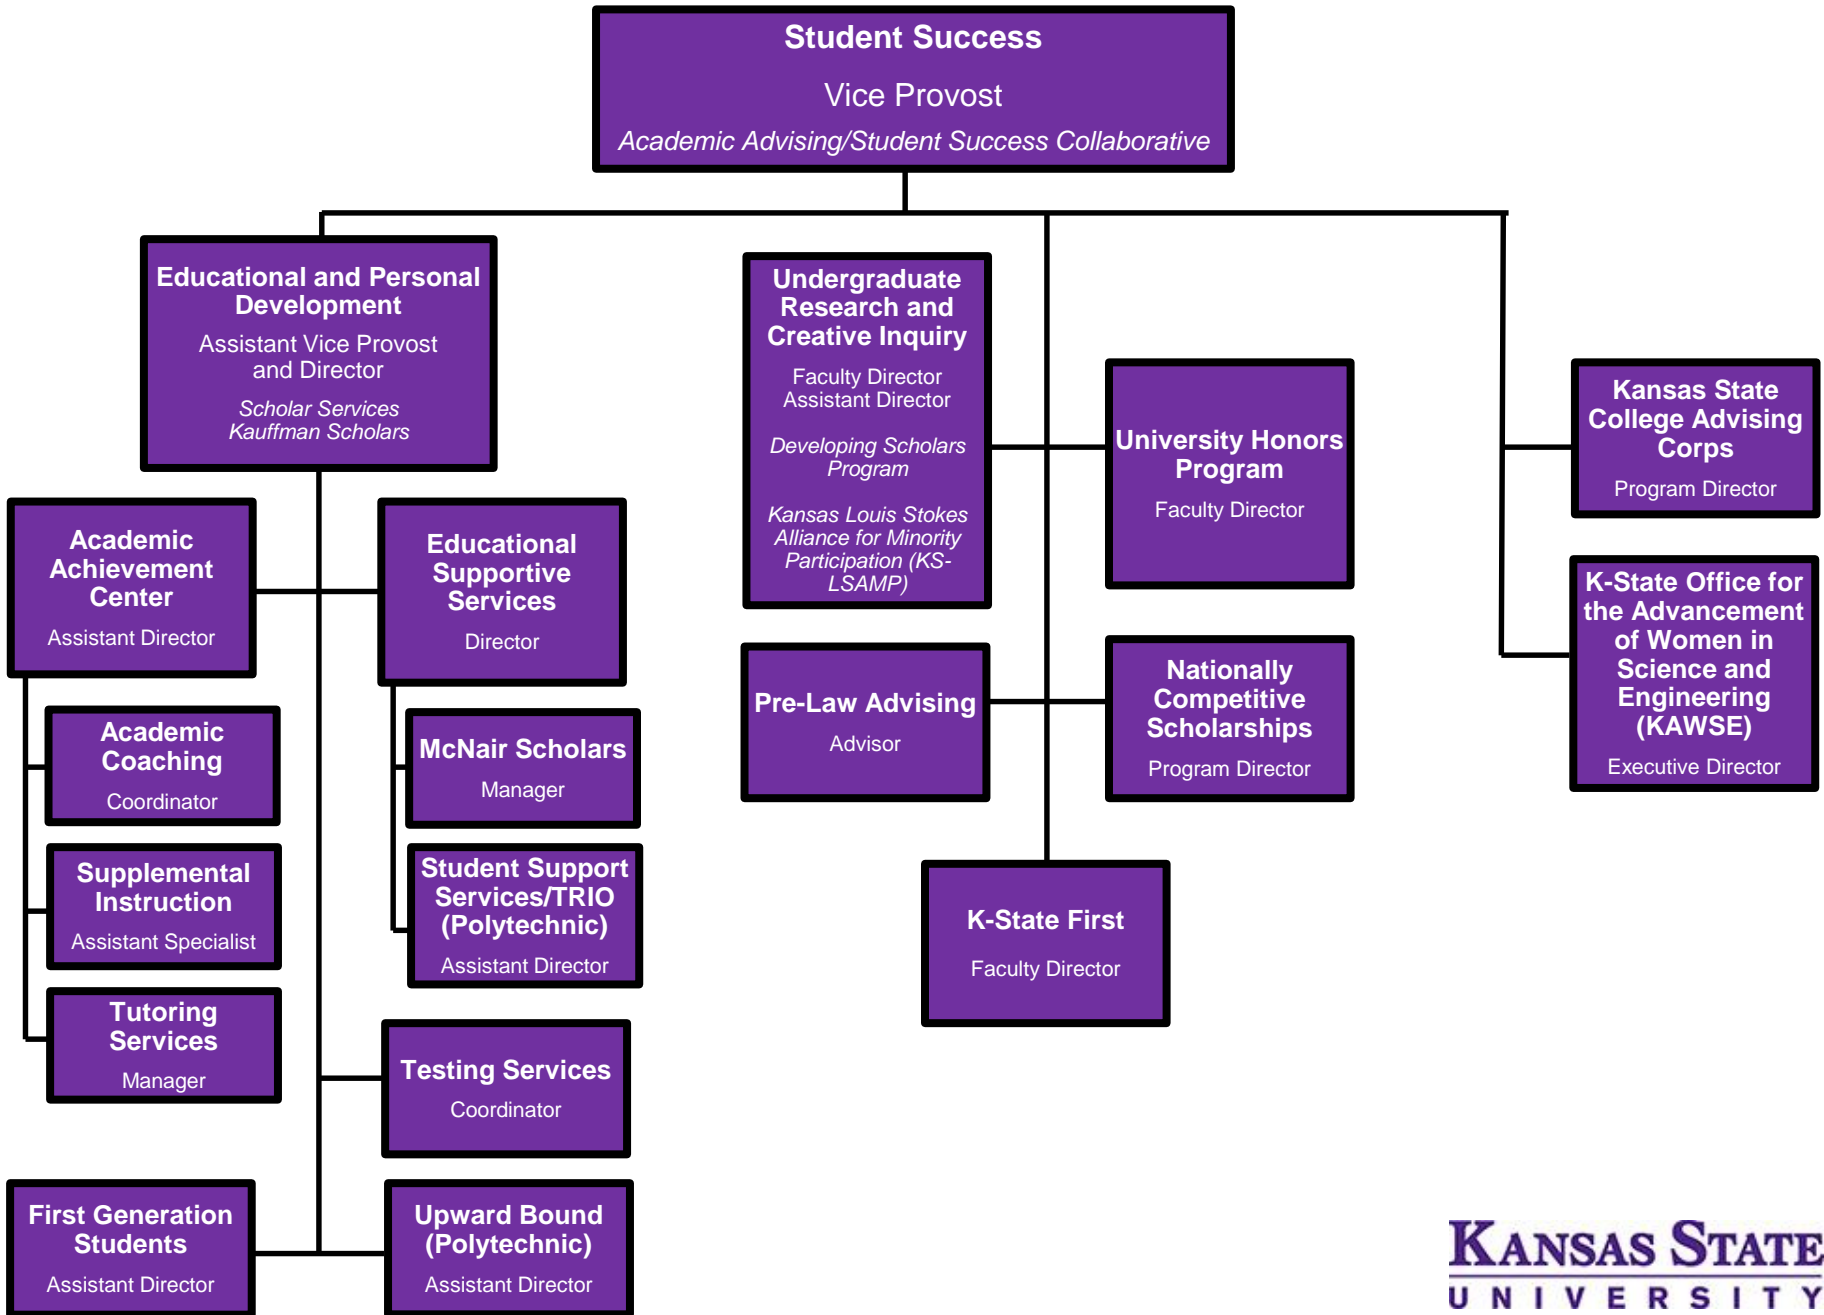 Student Success
Vice Provost
Academic Advising/Student Success Collaborative
Educational and Personal
Development
Assistant Vice Provost
and Director
Scholar Services
Kauffman Scholars
Academic
Achievement
Center
Assistant Director
Academic
Coaching
Coordinator
Supplemental
Instruction
Assistant Specialist
Tutoring
Services
Manager
Educational
Supportive
Services
Director
McNair Scholars
Manager
Student Support
Services/TRIO
(Polytechnic)
Assistant Director
Testing Services
Coordinator
First Generation
Students
Assistant Director
Upward Bound
(Polytechnic)
Assistant Director
Undergraduate
Research and
Creative Inquiry
Faculty Director
Assistant Director
Developing Scholars
Program
Kansas Louis Stokes
Alliance for Minority
Participation (KS-
LSAMP)
University Honors
Program
Faculty Director
Pre-Law Advising
Advisor
Nationally
Competitive
Scholarships
Program Director
K-State First
Faculty Director
Kansas State
College Advising
Corps
Program Director
K-State Office for
the Advancement
of Women in
Science and
Engineering
(KAWSE)
Executive Director
KANSAS STATE
UNIVERSITY